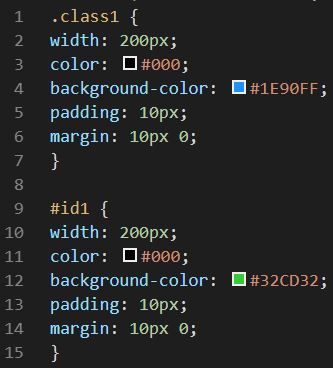 1 .class1 {
2 width: 200px;
3 color: #000;
4 background-color: #1E90FF;
5 padding: 10px;
6 margin: 10px 0;
7 }
8
9 #id1 {
10 width: 200px;
11 color: #000;
12 background-color: #32CD32;
13 padding: 10px;
14 margin: 10px 0;
15 }